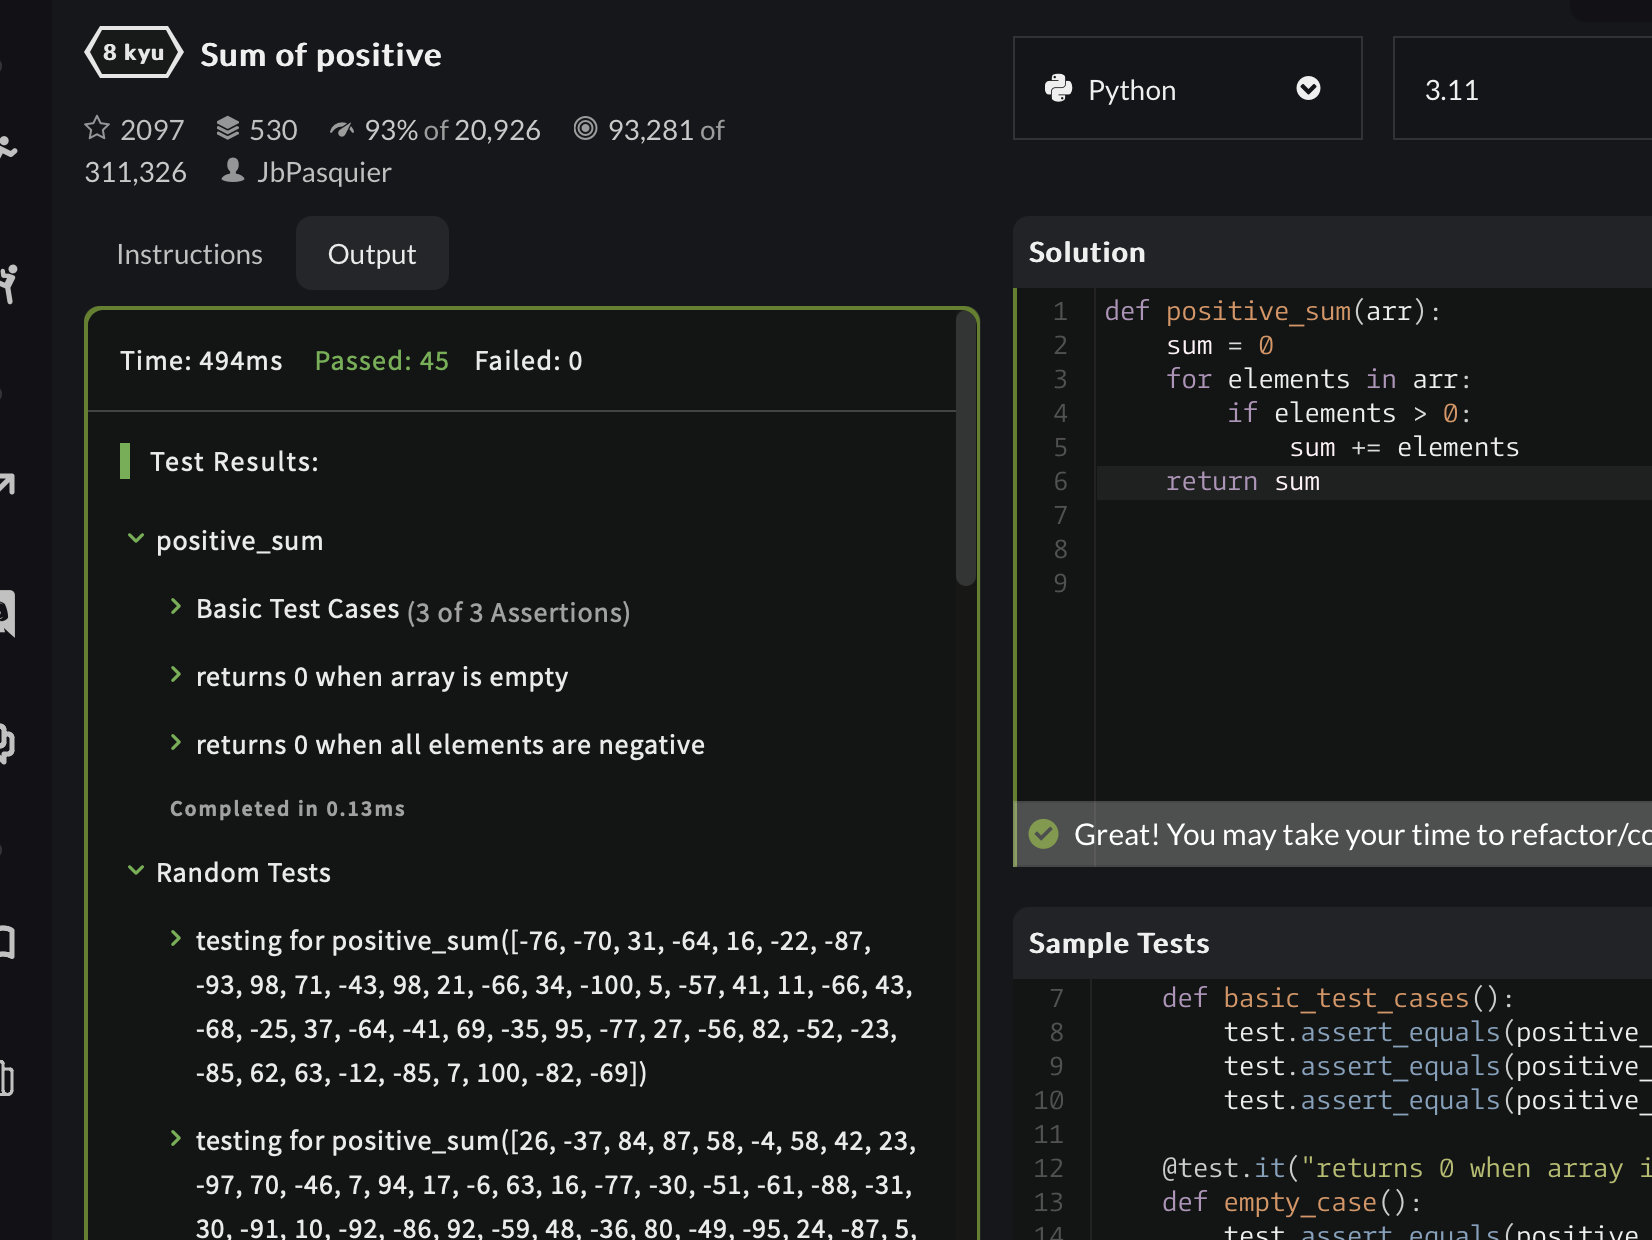 8 kyu Sum of positive
2097 530 93% of 20,926 93,281 of
311,326 JbPasquier
Instructions Output
Time: 494ms Passed: 45 Failed: 0
Test Results:
positive_sum
Basic Test Cases (3 of 3 Assertions)
returns 0 when array is empty
returns 0 when all elements are negative
Completed in 0.13ms
Random Tests
testing for positive_sum([-76, -70, 31, -64, 16, -22, -87,
-93, 98, 71, -43, 98, 21, -66, 34, -100, 5, -57, 41, 11, -66, 43,
-68, -25, 37, -64, -41, 69, -35, 95, -77, 27, -56, 82, -52, -23,
-85, 62, 63, -12, -85, 7, 100, -82, -69])
testing for positive_sum([26, -37, 84, 87, 58, -4, 58, 42, 23,
-97, 70, -46, 7, 94, 17, -6, 63, 16, -77, -30, -51, -61, -88, -31,
30, -91, 10, -92, -86, 92, -59, 48, -36, 80, -49, -95, 24, -87, 5,
Python 3.11
Solution
1 def positive_sum(arr):
2     sum = 0
3     for elements in arr:
4         if elements > 0:
5             sum += elements
6     return sum
7
8
9
Great! You may take your time to refactor/co
Sample Tests
7     def basic_test_cases():
8         test.assert_equals(positive_
9         test.assert_equals(positive_
10         test.assert_equals(positive_
11
12     @test.it("returns 0 when array i
13     def empty_case():
14         test.assert_equals(positive_